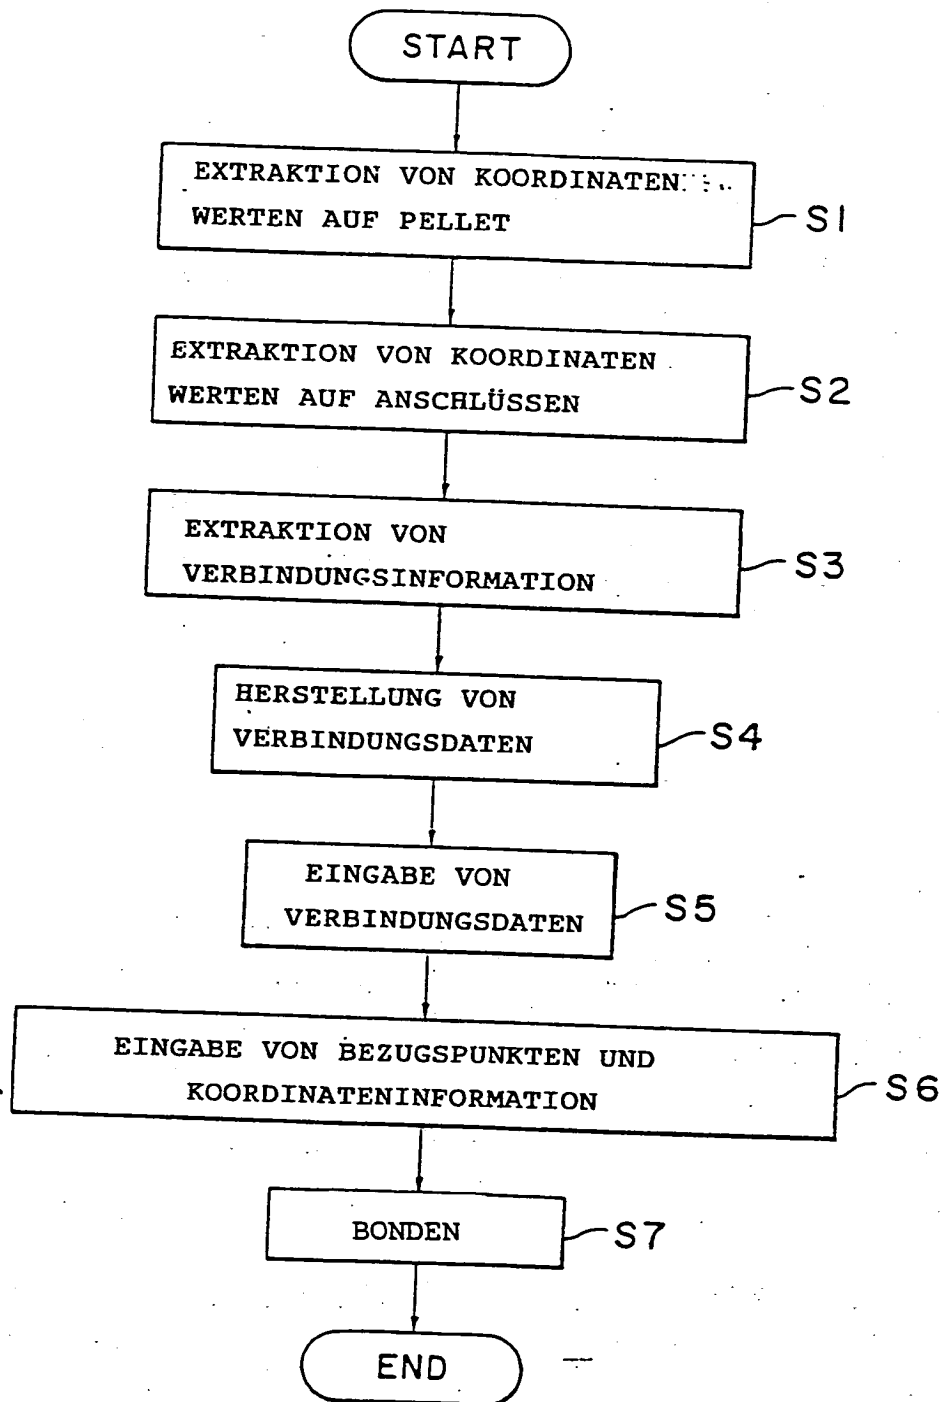 START
EXTRAKTION VON KOORDINATEN
WERTEN AUF PELLET
S1
EXTRAKTION VON KOORDINATEN
WERTEN AUF ANSCHLÜSSEN
S2
EXTRAKTION VON
VERBINDUNGSINFORMATION
S3
HERSTELLUNG VON
VERBINDUNGSDATEN
S4
EINGABE VON
VERBINDUNGSDATEN
S5
EINGABE VON BEZUGSPUNKTEN UND
KOORDINATENINFORMATION
S6
BONDEN
S7
END